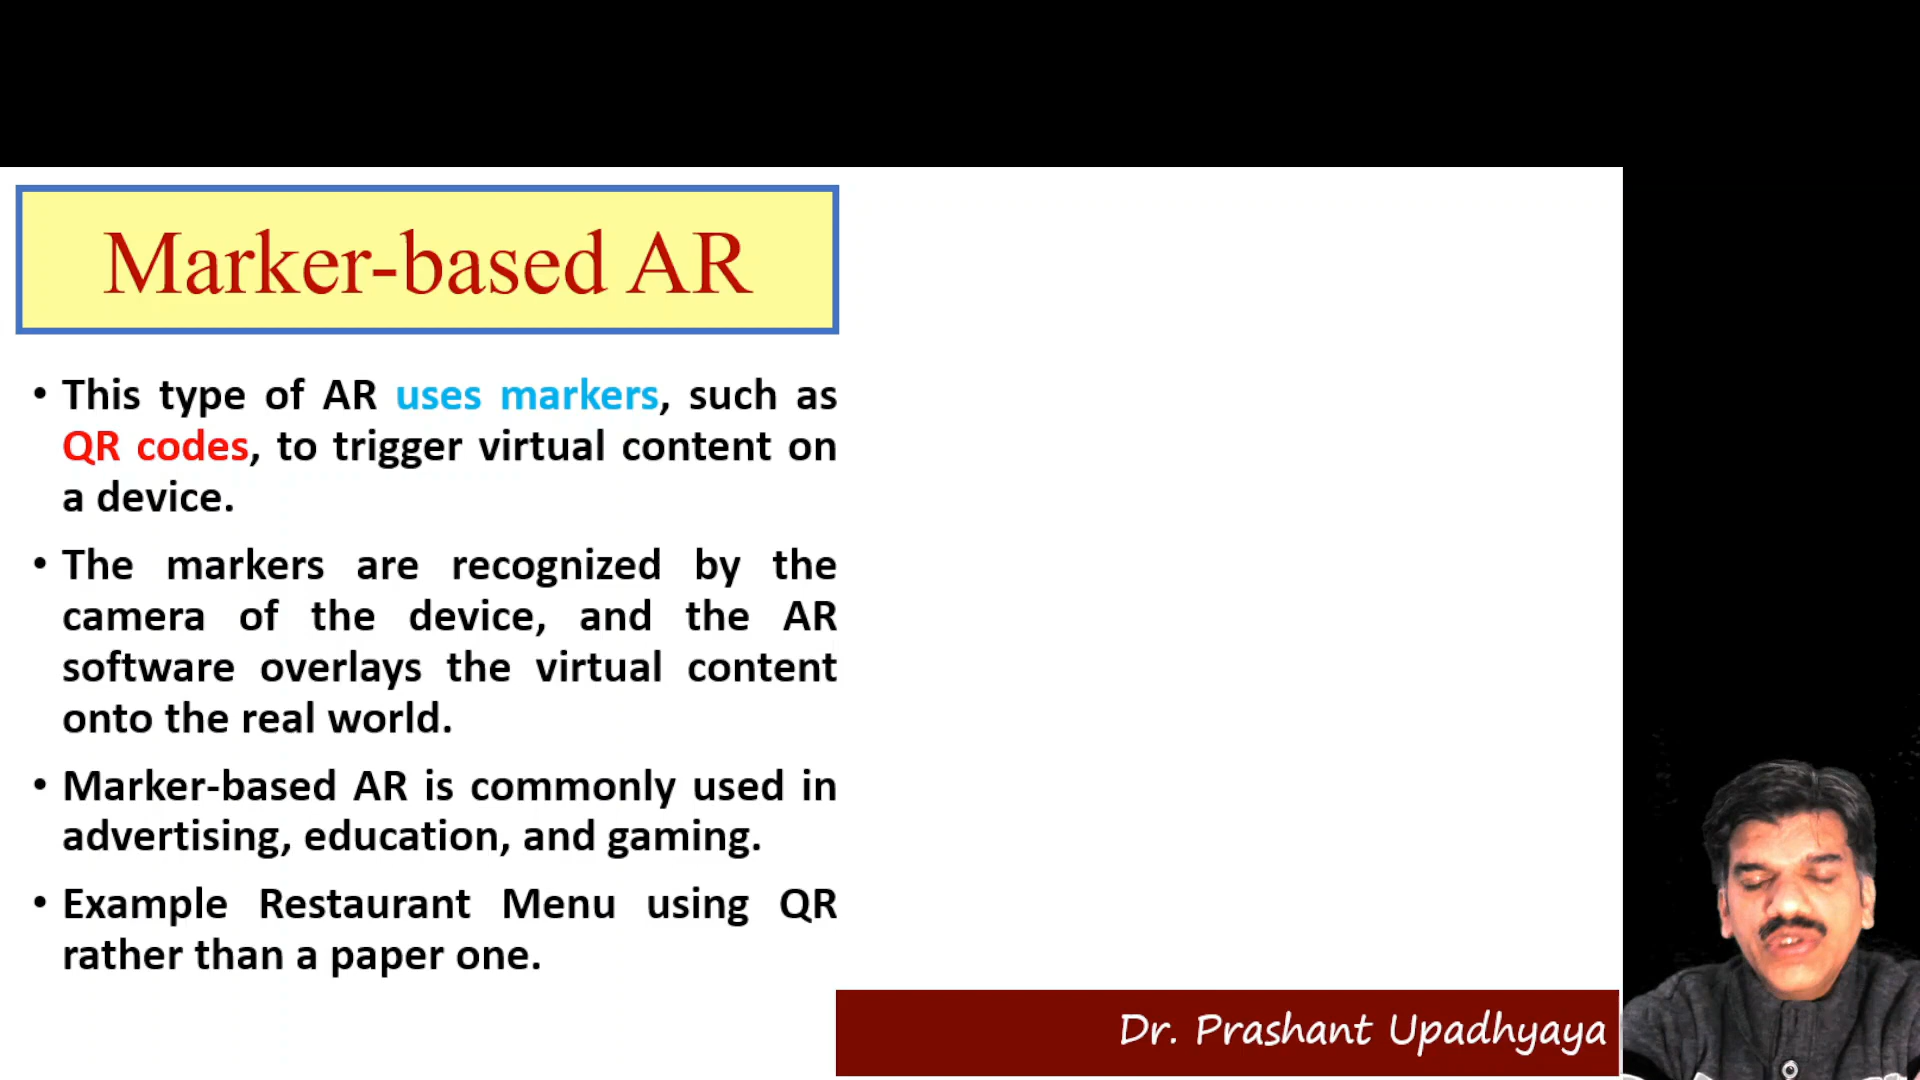 Marker-based AR
• This type of AR uses markers, such as
QR codes, to trigger virtual content on
a device.
• The markers are recognized by the
camera of the device, and the AR
software overlays the virtual content
onto the real world.
• Marker-based AR is commonly used in
advertising, education, and gaming.
• Example Restaurant Menu using QR
rather than a paper one.
Dr. Prashant Upadhyaya